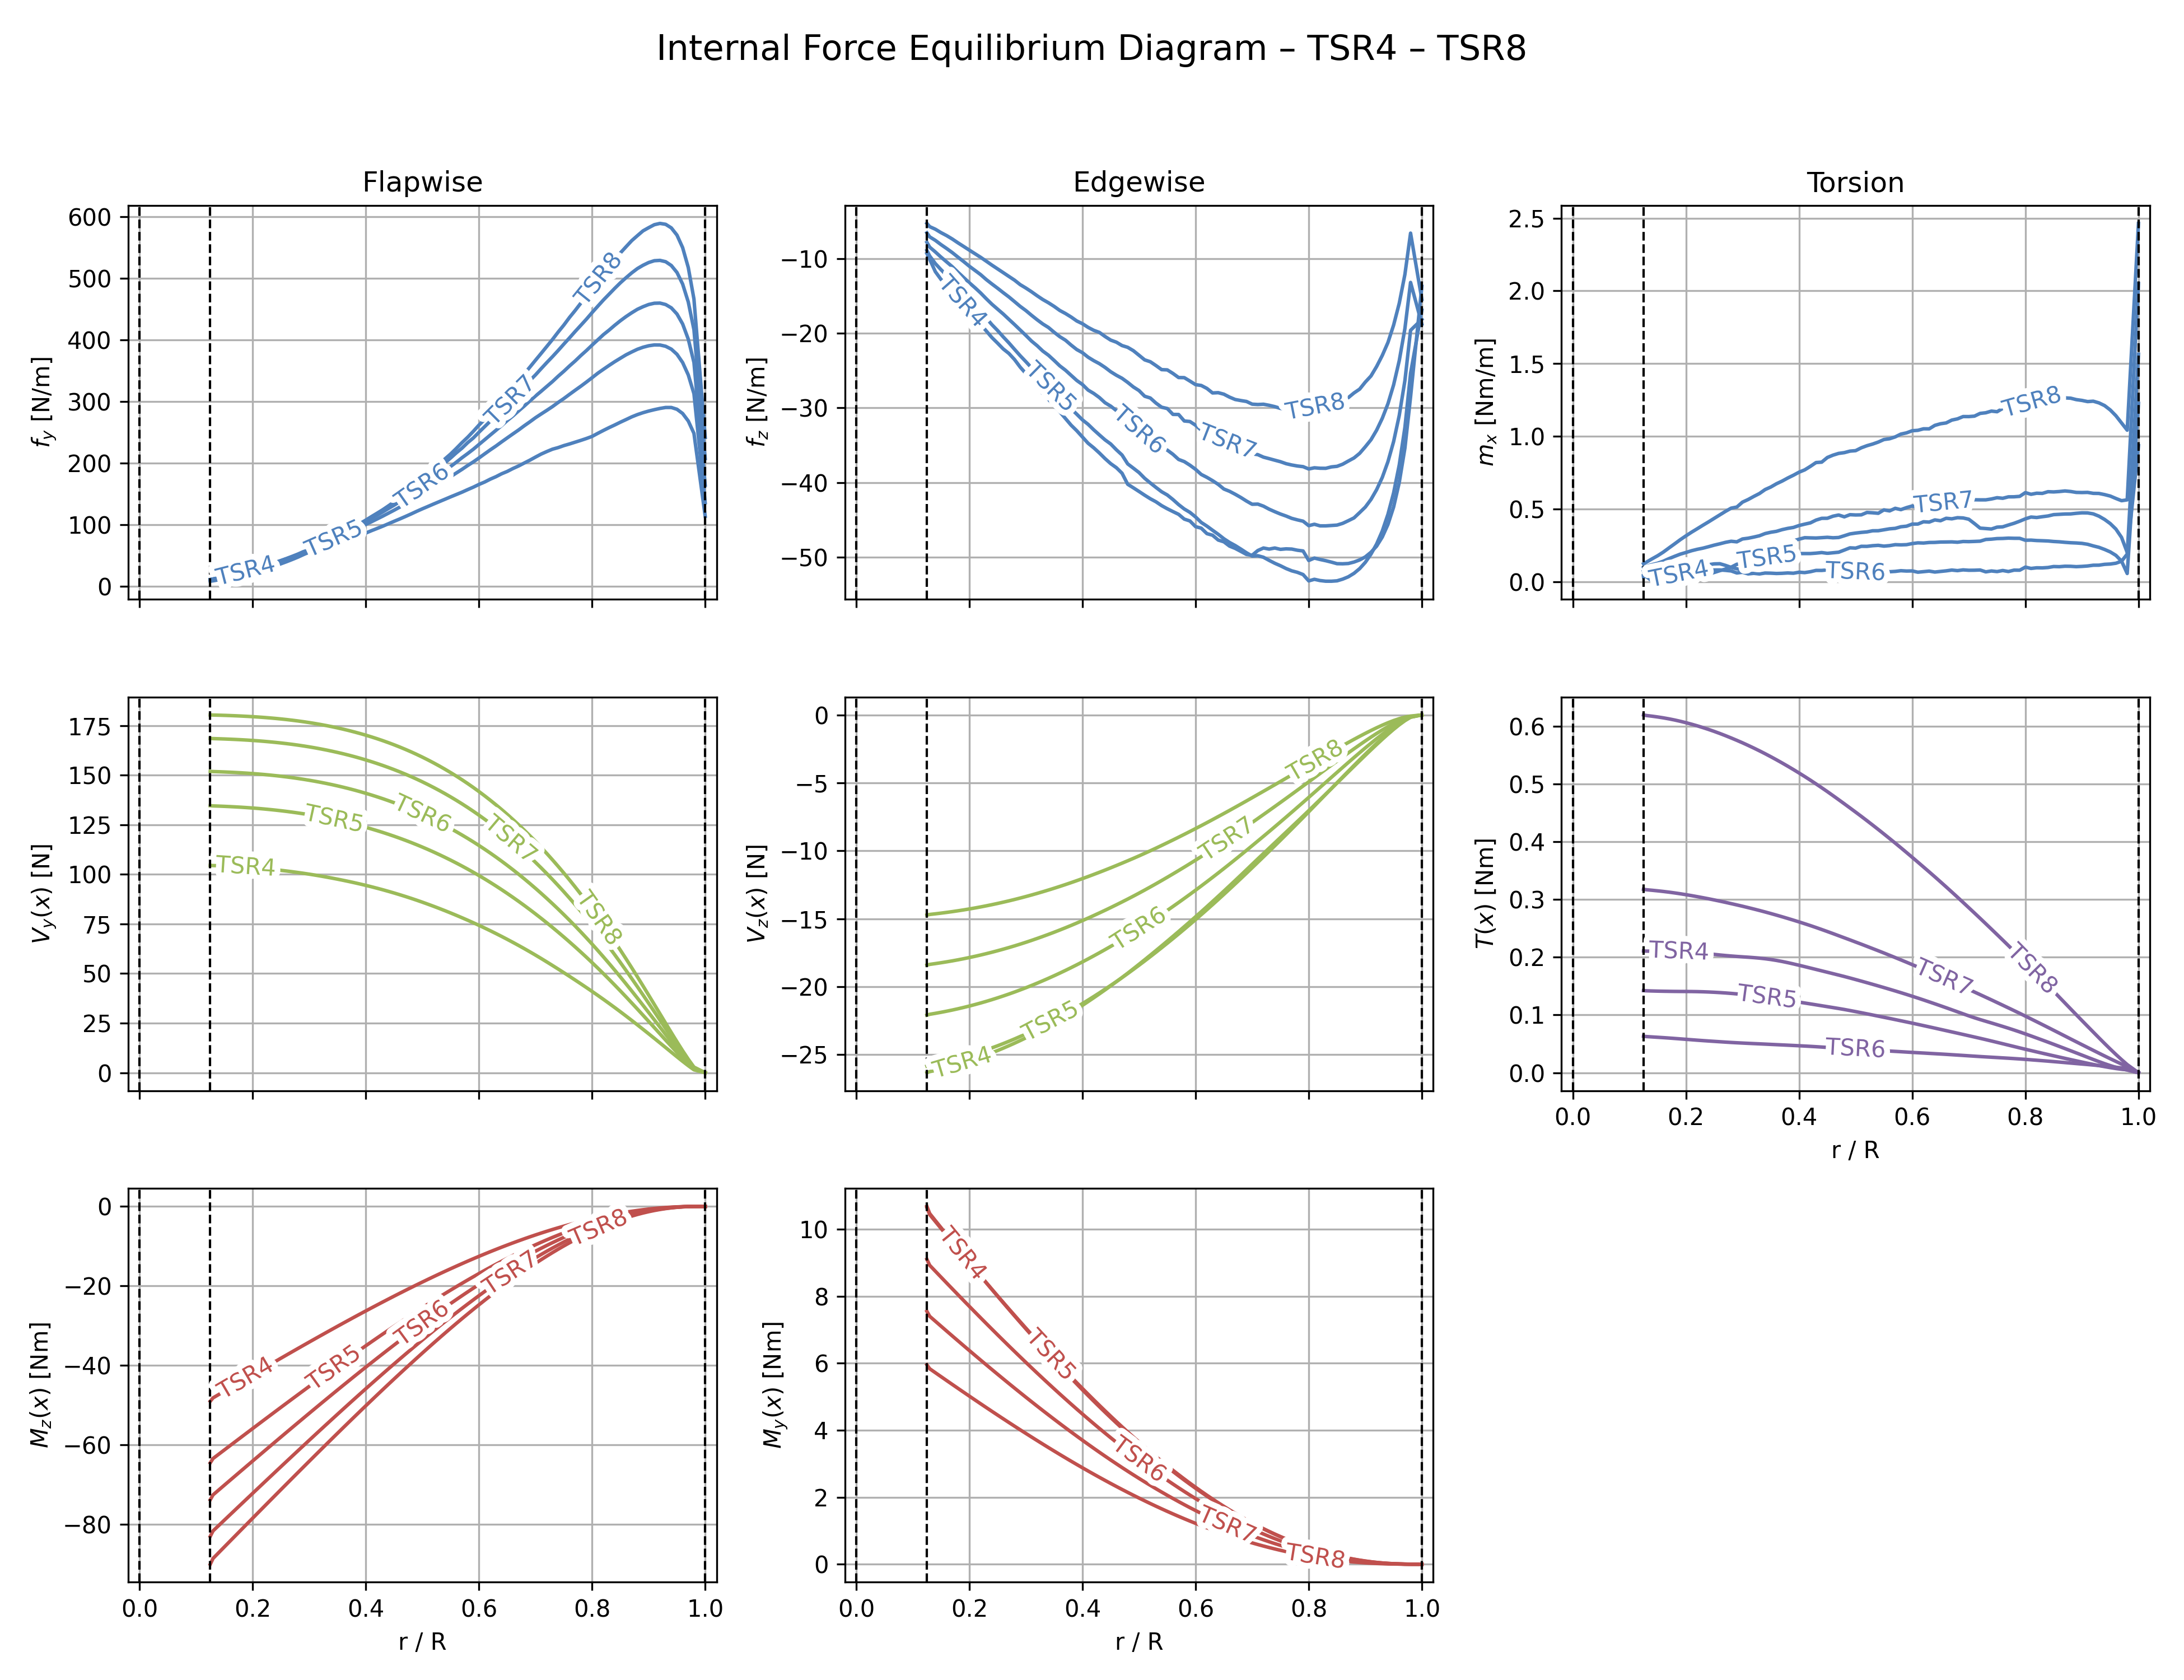 Internal Force Equilibrium Diagram – TSR4 – TSR8
Flapwise
600
500
400
300
200
100
0
f_y [N/m]
TSR4
TSR5
TSR6
TSR7
TSR8
Edgewise
−10
−20
−30
−40
−50
f_z [N/m]
TSR4
TSR5
TSR6
TSR7
TSR8
Torsion
2.5
2.0
1.5
1.0
0.5
0.0
m_x [Nm/m]
TSR4
TSR5
TSR6
TSR7
TSR8
175
150
125
100
75
50
25
0
V_y(x) [N]
TSR4
TSR5
TSR6
TSR7
TSR8
0
−5
−10
−15
−20
−25
V_z(x) [N]
TSR4
TSR5
TSR6
TSR7
TSR8
0.6
0.5
0.4
0.3
0.2
0.1
0.0
T(x) [Nm]
TSR4
TSR5
TSR6
TSR7
TSR8
0.0 0.2 0.4 0.6 0.8 1.0
r / R
0
−20
−40
−60
−80
M_z(x) [Nm]
TSR4
TSR5
TSR6
TSR7
TSR8
0.0 0.2 0.4 0.6 0.8 1.0
r / R
10
8
6
4
2
0
M_y(x) [Nm]
TSR4
TSR5
TSR6
TSR7
TSR8
0.0 0.2 0.4 0.6 0.8 1.0
r / R